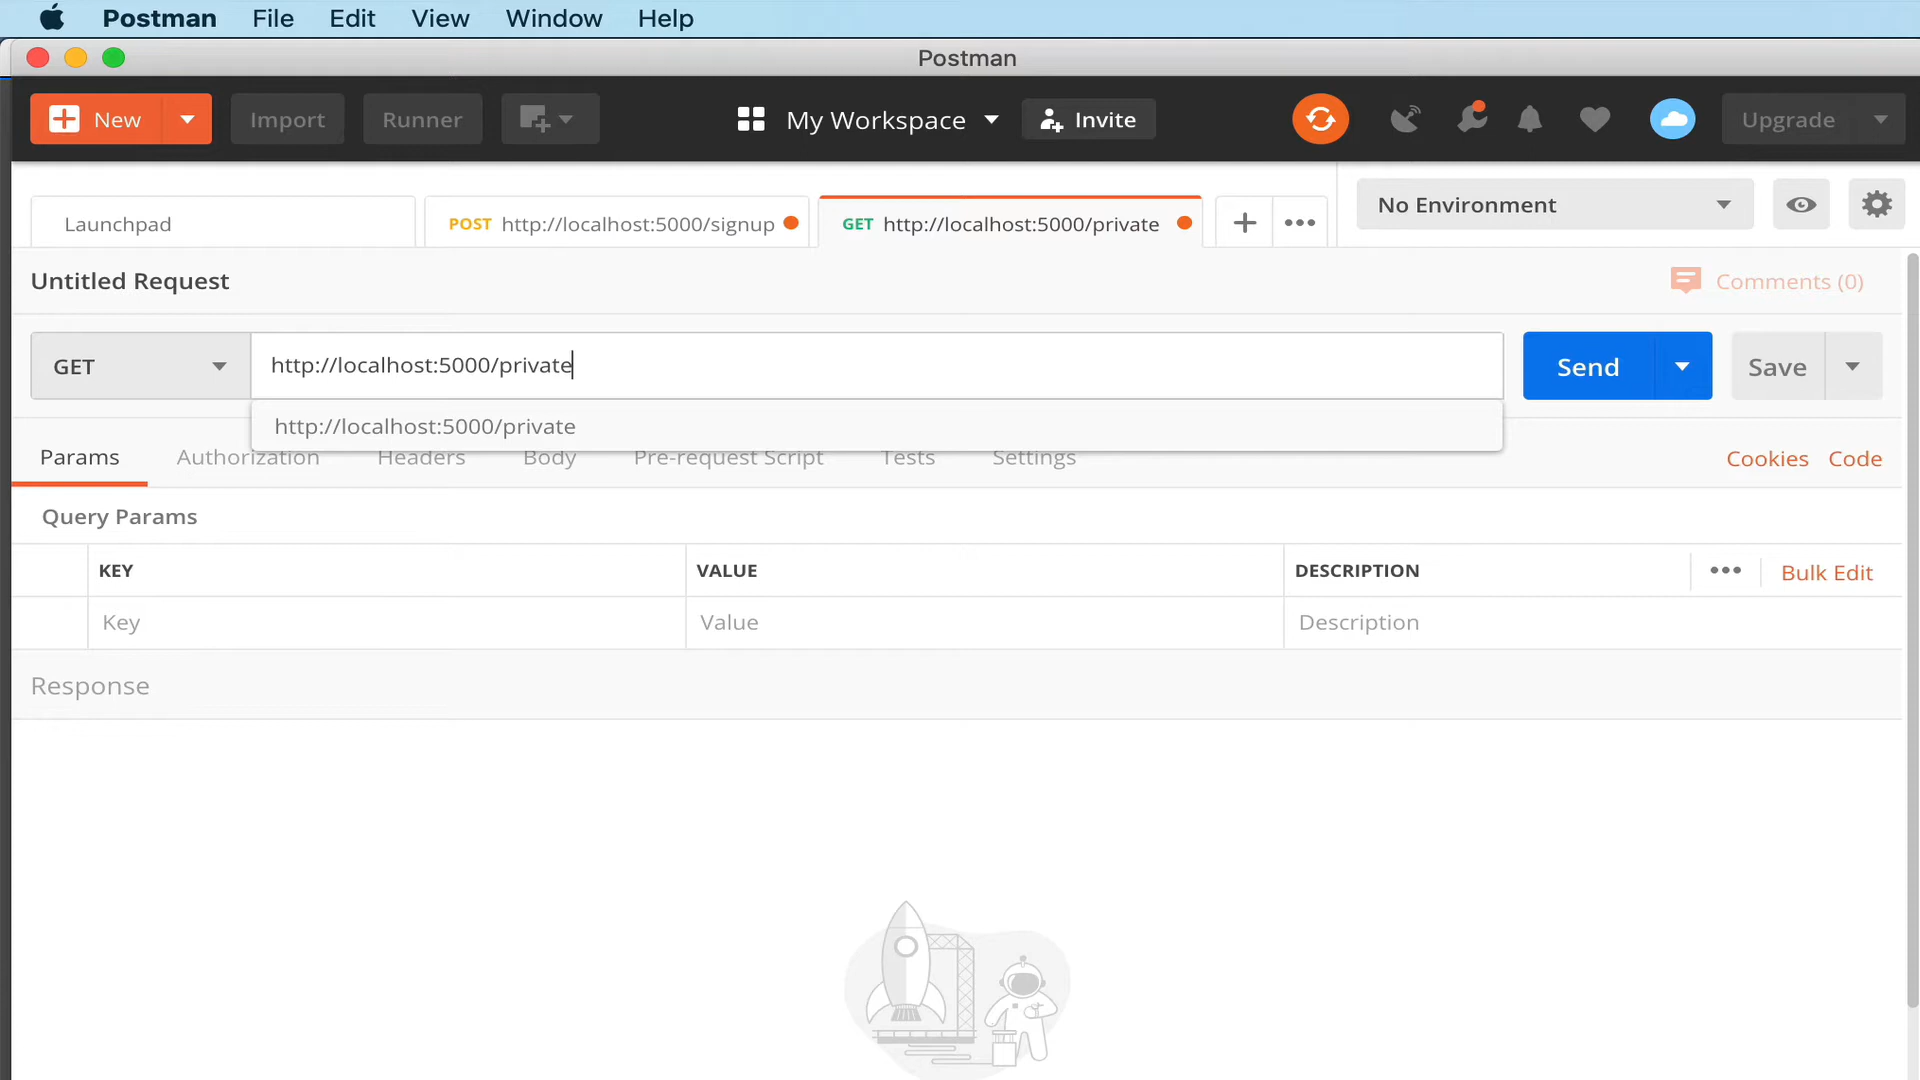 Postman File Edit View Window Help
Postman
New Import Runner My Workspace Invite Upgrade
Launchpad POST http://localhost:5000/signup GET http://localhost:5000/private No Environment
Untitled Request Comments (0)
GET http://localhost:5000/private Send Save
http://localhost:5000/private
Params Authorization Headers Body Pre-request Script Tests Settings Cookies Code
Query Params
KEY VALUE DESCRIPTION Bulk Edit
Key Value Description
Response